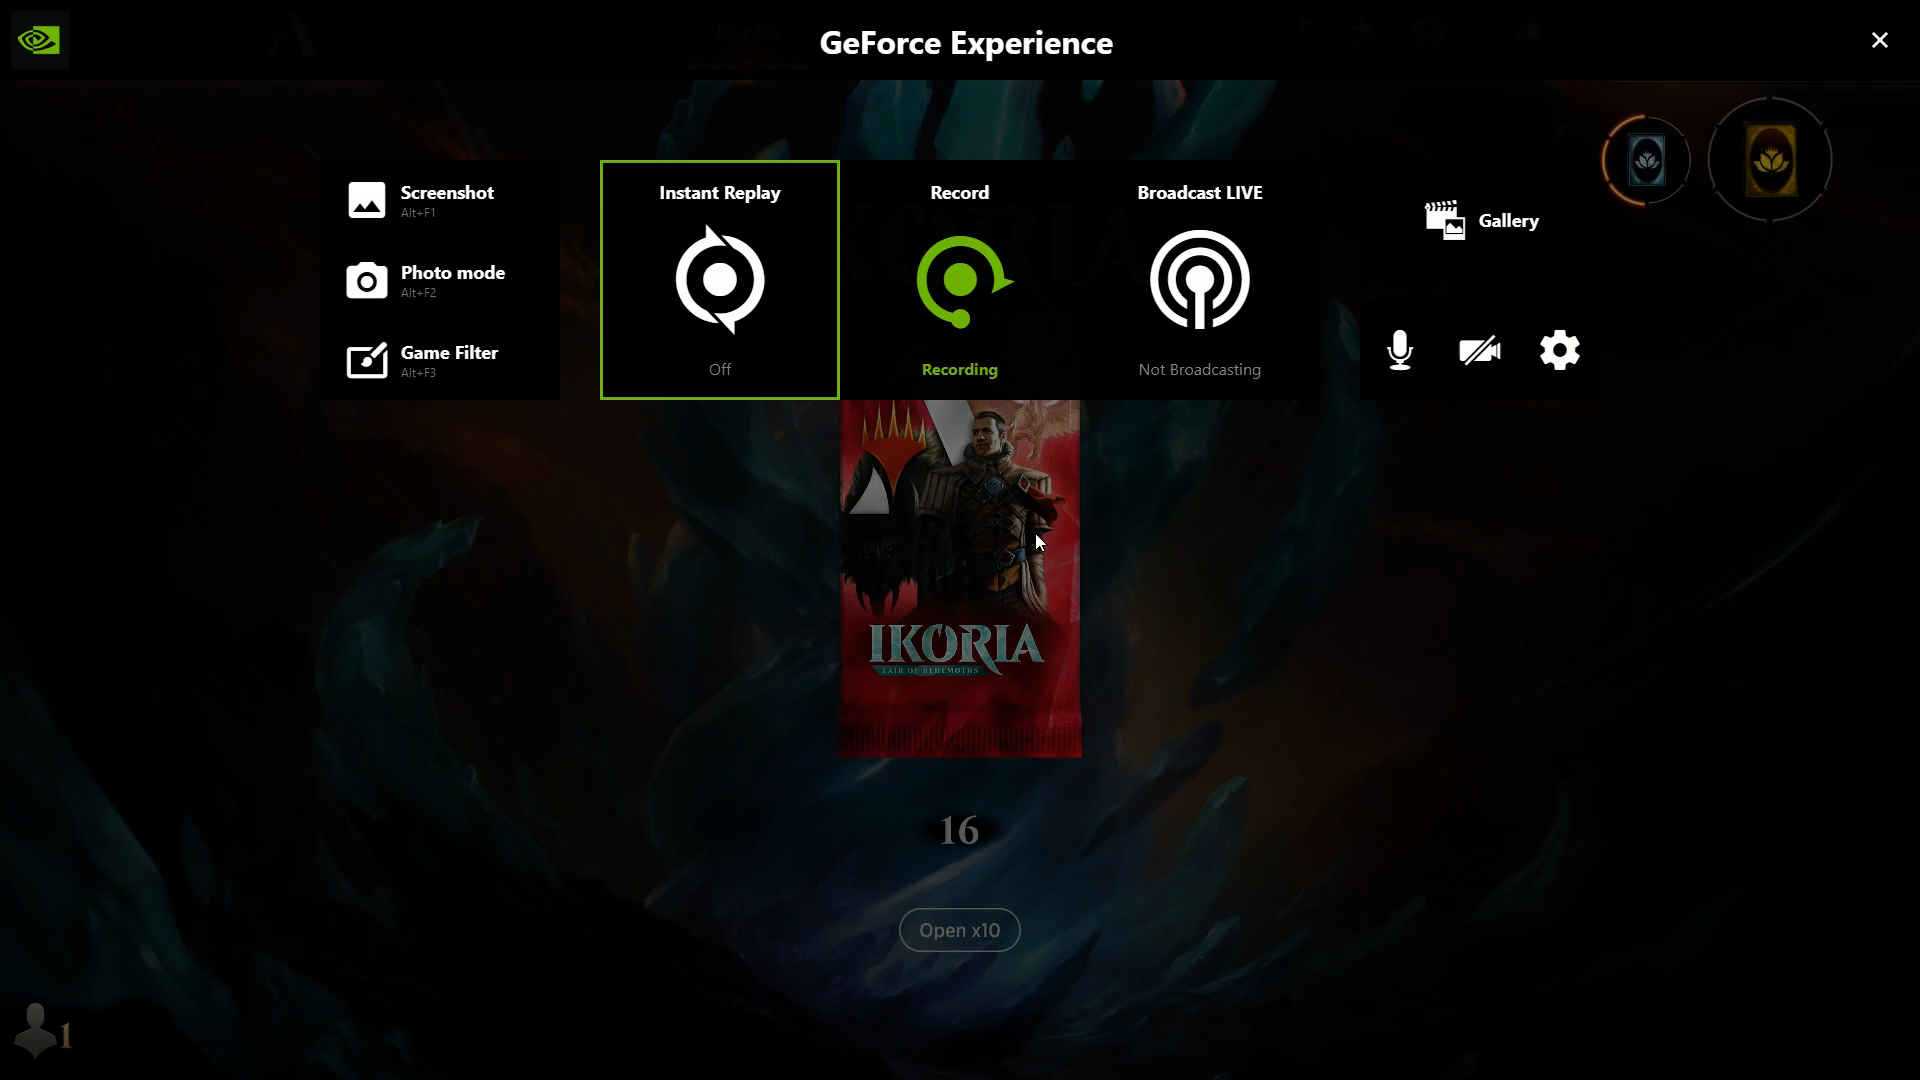 GeForce Experience
Screenshot
Alt+F1
Photo mode
Alt+F2
Game Filter
Alt+F3
Instant Replay
Off
Record
Recording
Broadcast LIVE
Not Broadcasting
Gallery
IKORIA
LAIR OF BEHEMOTHS
16
Open x10
1